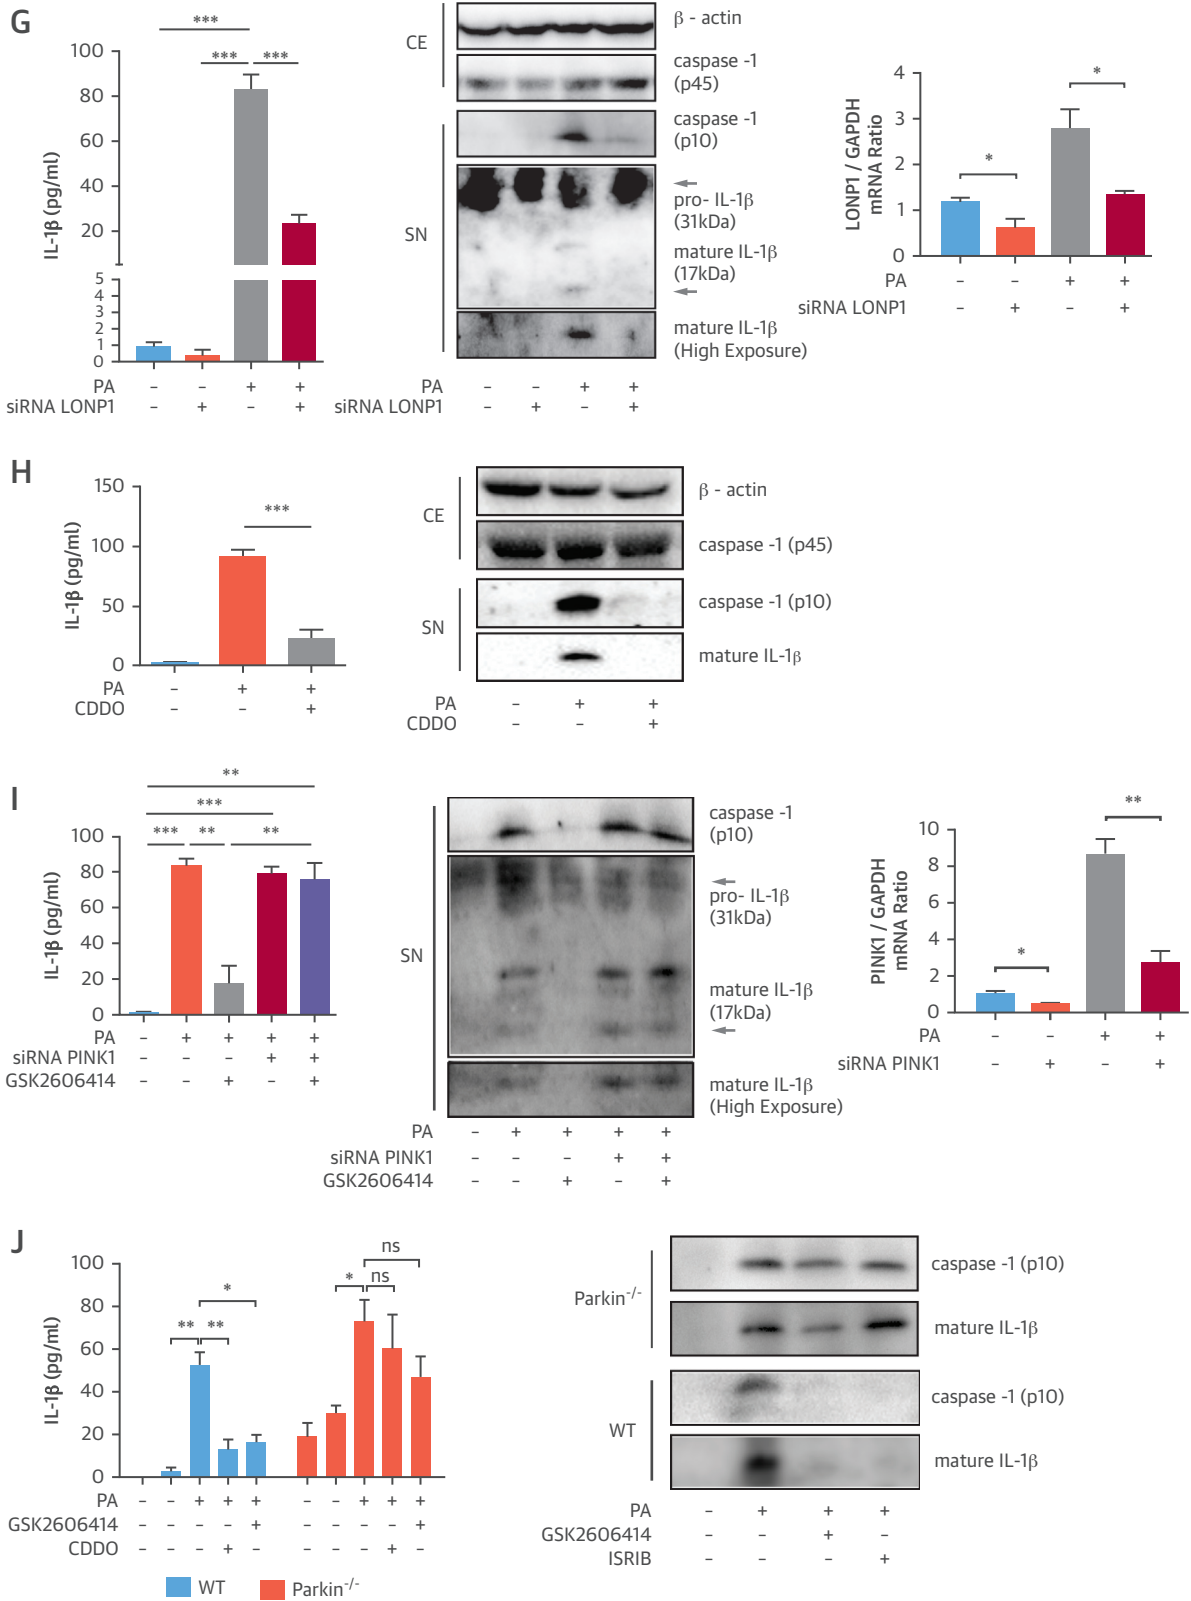 G
***
***
***
100
80
60
40
20
5
4
3
2
1
0
IL-1β (pg/ml)
PA
– – + +
siRNA LONP1
– + – +
CE
SN
β - actin
caspase -1
(p45)
caspase -1
(p10)
pro- IL-1β
(31kDa)
mature IL-1β
(17kDa)
mature IL-1β
(High Exposure)
PA
– – + +
siRNA LONP1
– + – +
LONP1 / GAPDH
mRNA Ratio
4
3
2
1
0
*
*
PA
– – + +
siRNA LONP1
– + – +
H
IL-1β (pg/ml)
150
100
50
0
***
PA
– + +
CDDO
– – +
CE
SN
β - actin
caspase -1 (p45)
caspase -1 (p10)
mature IL-1β
PA
– + +
CDDO
– – +
I
**
***
*** ** **
IL-1β (pg/ml)
100
80
60
40
20
0
PA
– + + + +
siRNA PINK1
– – – + +
GSK2606414
– – + – +
SN
caspase -1
(p10)
pro- IL-1β
(31kDa)
mature IL-1β
(17kDa)
mature IL-1β
(High Exposure)
PA
– + + + +
siRNA PINK1
– – – + +
GSK2606414
– – + – +
PINK1 / GAPDH
mRNA Ratio
10
8
6
4
2
0
*
**
PA
– – + +
siRNA PINK1
– + – +
J
IL-1β (pg/ml)
100
80
60
40
20
0
*
** **
ns
* ns
PA
– – + + + – – + + +
GSK2606414
– – – – + – – – – +
CDDO
– – – + – – – – + –
WT
Parkin-/-
Parkin-/-
WT
caspase -1 (p10)
mature IL-1β
caspase -1 (p10)
mature IL-1β
PA
– + + +
GSK2606414
– – + –
ISRIB
– – – +